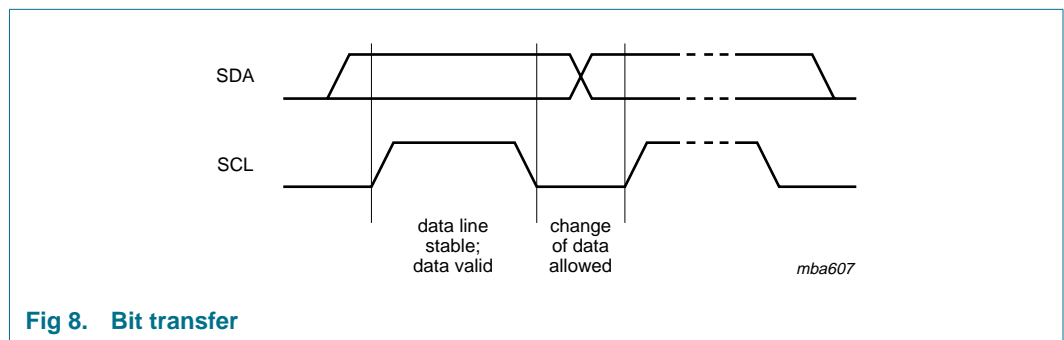 SDA
SCL
data line
stable;
data valid
change
of data
allowed
mba607
Fig 8. Bit transfer